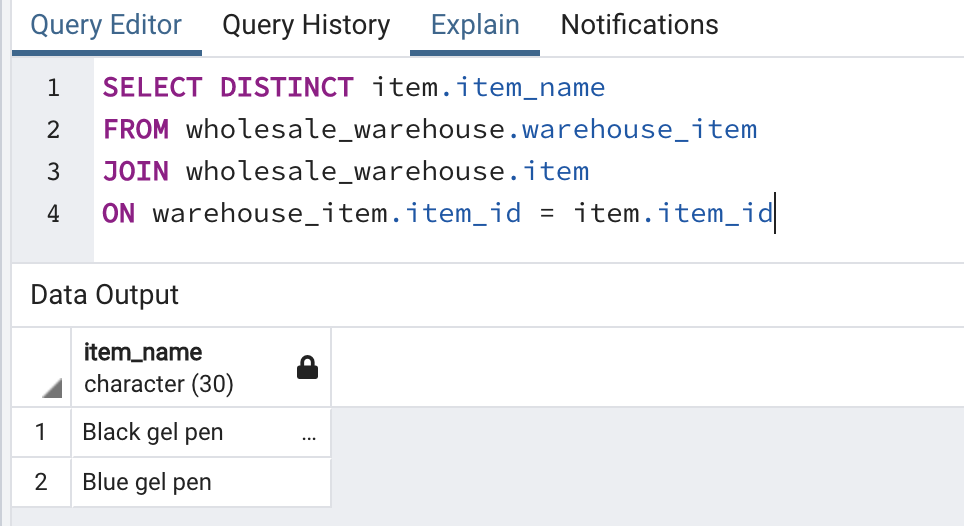 Query Editor Query History Explain Notifications
1 SELECT DISTINCT item.item_name
2 FROM wholesale_warehouse.warehouse_item
3 JOIN wholesale_warehouse.item
4 ON warehouse_item.item_id = item.item_id
Data Output
item_name
character (30)
1 Black gel pen ...
2 Blue gel pen